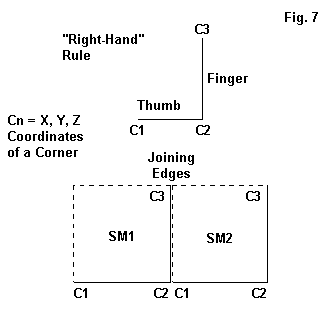 Fig. 7
"Right-Hand"
Rule
C3
Finger
Thumb
C1 C2
Cn = X, Y, Z
Coordinates
of a Corner
Joining
Edges
C3 C3
SM1 SM2
C1 C2 C1 C2